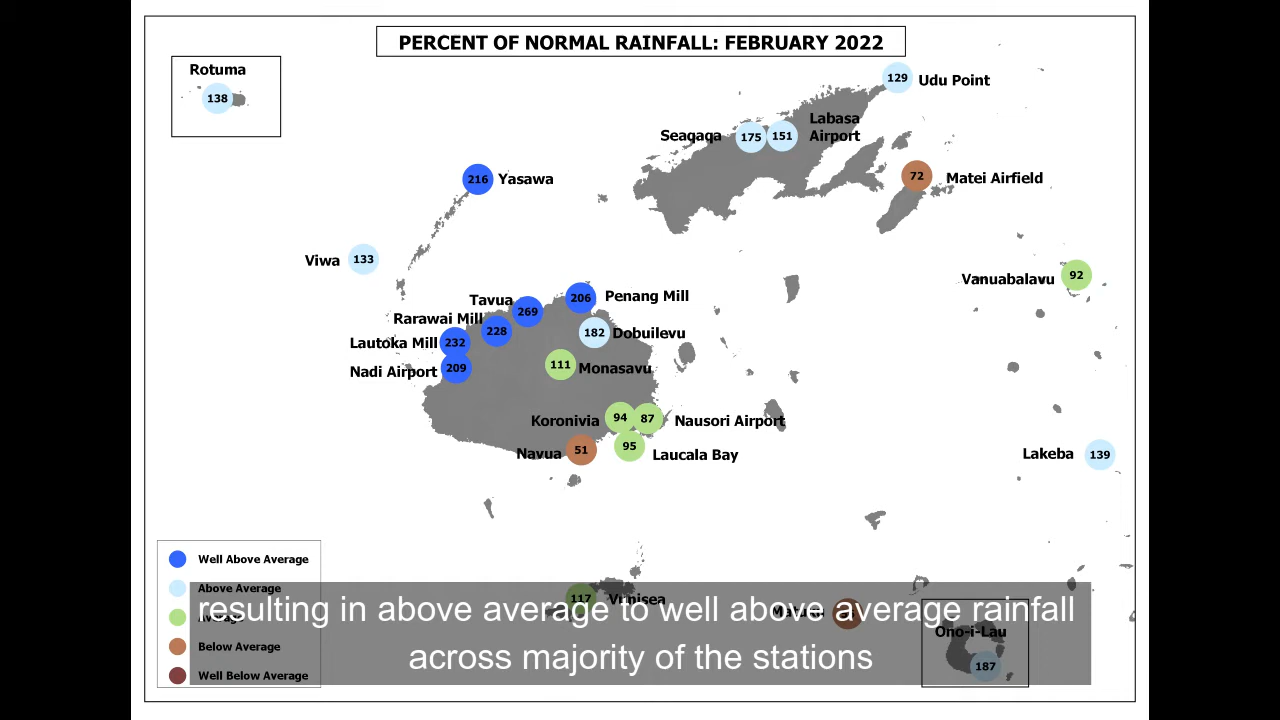 PERCENT OF NORMAL RAINFALL: FEBRUARY 2022
Rotuma
138
129 Udu Point
Labasa
Seaqaqa 175 151 Airport
216 Yasawa
72 Matei Airfield
Viwa 133
Vanuabalavu 92
Tavua 269
206 Penang Mill
Rarawai Mill 228
182 Dobuilevu
Lautoka Mill 232
Nadi Airport 209
111 Monasavu
Koronivia 94 87 Nausori Airport
Navua 51
95 Laucala Bay
Lakeba 139
Well Above Average
Above Average
Average
Below Average
Well Below Average
117 Vunisea
Ono-i-Lau
187
resulting in above average to well above average rainfall
across majority of the stations